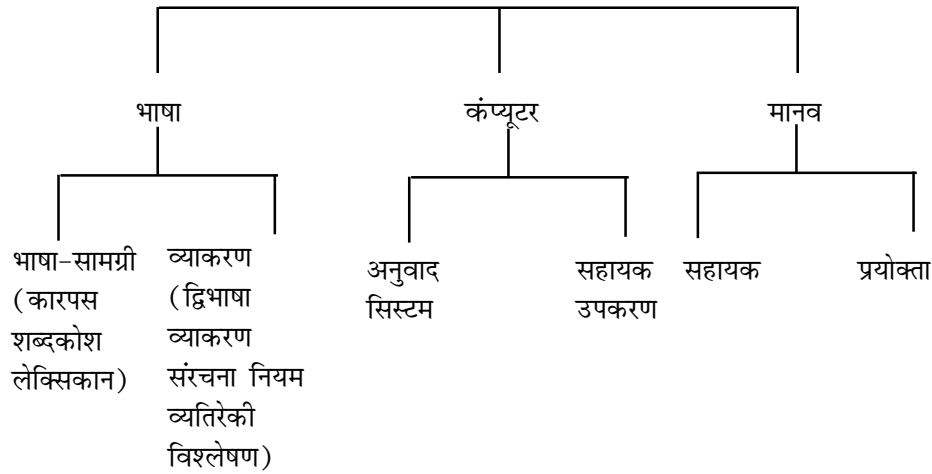 भाषा
कंप्यूटर
मानव
भाषा-सामग्री
(कारपस
शब्दकोश
लेक्सिकान)
व्याकरण
(द्विभाषा
व्याकरण
संरचना नियम
व्यतिरेकी
विश्लेषण)
अनुवाद
सिस्टम
सहायक
उपकरण
सहायक
प्रयोक्ता